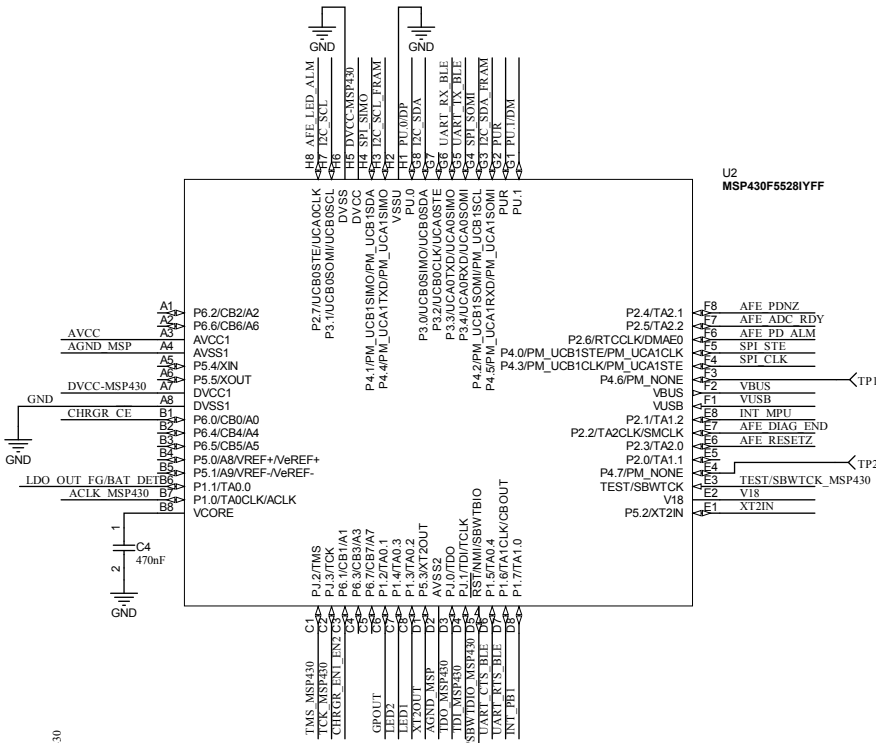 GND
GND
H8 AFE_LED_ALM
H7 I2C_SCL
H6
H5 DVCC-MSP430
H4 SPI_SIMO
H3 I2C_SCL_FRAM
H2
H1 PU.0/DP
G8 I2C_SDA
G7
G6 UART_RX_BLE
G5 UART_TX_BLE
G4 SPI_SOMI
G3 I2C_SDA_FRAM
G2 PUR
G1 PU.1/DM
U2
MSP430F5528IYFF
P2.7/UCB0STE/UCA0CLK
P3.1/UCB0SOMI/UCB0SCL
DVSS
DVCC
P4.1/PM_UCB1SIMO/PM_UCB1SDA
P4.4/PM_UCA1TXD/PM_UCA1SIMO
VSSU
PU.0
P3.0/UCB0SIMO/UCB0SDA
P3.2/UCB0CLK/UCA0STE
P3.3/UCA0TXD/UCA0SIMO
P3.4/UCA0RXD/UCA0SOMI
P4.2/PM_UCB1SOMI/PM_UCB1SCL
P4.5/PM_UCA1RXD/PM_UCA1SOMI
PUR
PU.1
A1 P6.2/CB2/A2
A2 P6.6/CB6/A6
AVCC A3 AVCC1
AGND_MSP A4 AVSS1
A5 P5.4/XIN
A6 P5.5/XOUT
DVCC-MSP430 A7 DVCC1
GND A8 DVSS1
CHRGR_CE B1 P6.0/CB0/A0
B2 P6.4/CB4/A4
B3 P6.5/CB5/A5
B4 P5.0/A8/VREF+/VeREF+
B5 P5.1/A9/VREF-/VeREF-
LDO_OUT_FG/BAT_DET B6 P1.1/TA0.0
ACLK_MSP430 B7 P1.0/TA0CLK/ACLK
B8 VCORE
GND
P2.4/TA2.1 F8 AFE_PDNZ
P2.5/TA2.2 F7 AFE_ADC_RDY
P2.6/RTCCLK/DMAE0 F6 AFE_PD_ALM
P4.0/PM_UCB1STE/PM_UCA1CLK F5 SPI_STE
P4.3/PM_UCB1CLK/PM_UCA1STE F4 SPI_CLK
P4.6/PM_NONE F3 TP1
VBUS F2 VBUS
VUSB F1 VUSB
P2.1/TA1.2 E8 INT_MPU
P2.2/TA2CLK/SMCLK E7 AFE_DIAG_END
P2.3/TA2.0 E6 AFE_RESETZ
P2.0/TA1.1 E5
P4.7/PM_NONE E4 TP2
TEST/SBWTCK E3 TEST/SBWTCK_MSP430
V18 E2 V18
P5.2/XT2IN E1 XT2IN
1
C4
470nF
2
GND
PJ.2/TMS
PJ.3/TCK
P6.1/CB1/A1
P6.3/CB3/A3
P6.7/CB7/A7
P1.2/TA0.1
P1.4/TA0.3
P1.3/TA0.2
P5.3/XT2OUT
AVSS2
PJ.0/TDO
PJ.1/TDI/TCLK
RST/NMI/SBWTBIO
P1.5/TA0.4
P1.6/TA1CLK/CBOUT
P1.7/TA1.0
TMS_MSP430 C1
TCK_MSP430 C2
CHRGR_EN1_EN2 C3
C4
C5
GPOUT C6
LED2 C7
LED1 C8
XT2OUT D1
AGND_MSP D2
TDO_MSP430 D3
TDI_MSP430 D4
SBWTDIO_MSP430 D5
UART_CTS_BLE D6
UART_RTS_BLE D7
INT_PB1 D8
30